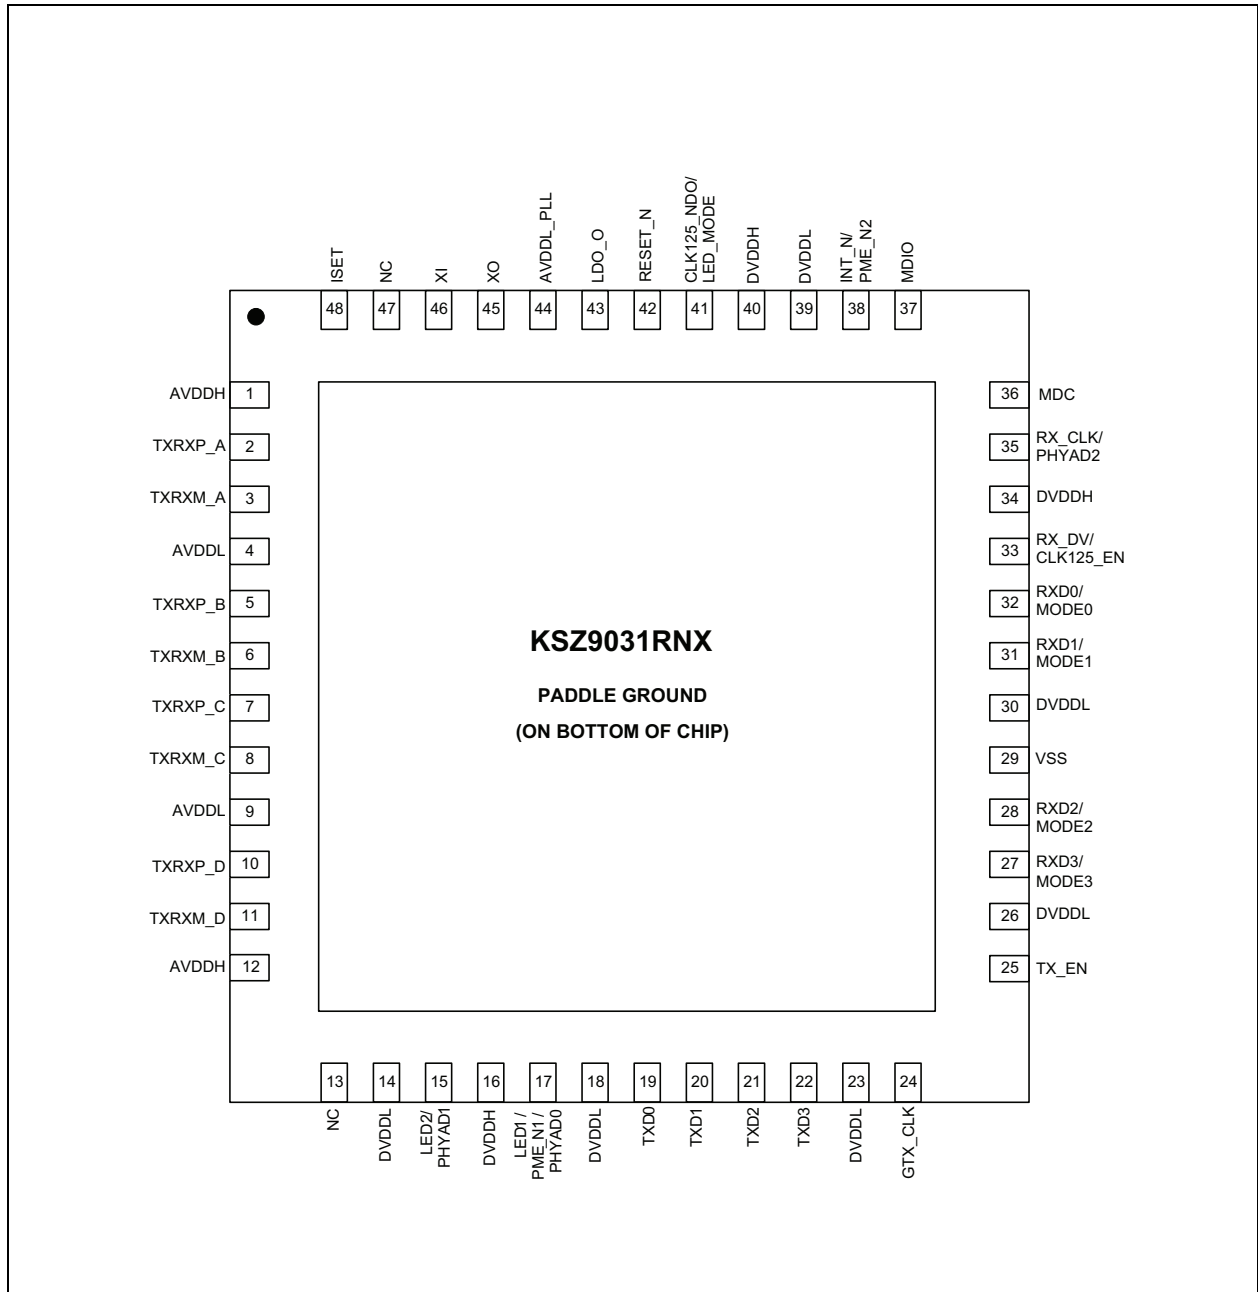 ISET
NC
XI
XO
AVDDL_PLL
LDO_O
RESET_N
CLK125_NDO/
LED_MODE
DVDDH
DVDDL
INT_N/
PME_N2
MDIO
48
47
46
45
44
43
42
41
40
39
38
37
AVDDH 1
TXRXP_A 2
TXRXM_A 3
AVDDL 4
TXRXP_B 5
TXRXM_B 6
TXRXP_C 7
TXRXM_C 8
AVDDL 9
TXRXP_D 10
TXRXM_D 11
AVDDH 12
KSZ9031RNX
PADDLE GROUND
(ON BOTTOM OF CHIP)
36 MDC
35 RX_CLK/
PHYAD2
34 DVDDH
33 RX_DV/
CLK125_EN
32 RXD0/
MODE0
31 RXD1/
MODE1
30 DVDDL
29 VSS
28 RXD2/
MODE2
27 RXD3/
MODE3
26 DVDDL
25 TX_EN
13
14
15
16
17
18
19
20
21
22
23
24
NC
DVDDL
LED2/
PHYAD1
DVDDH
LED1 /
PME_N1 /
PHYAD0
DVDDL
TXD0
TXD1
TXD2
TXD3
DVDDL
GTX_CLK